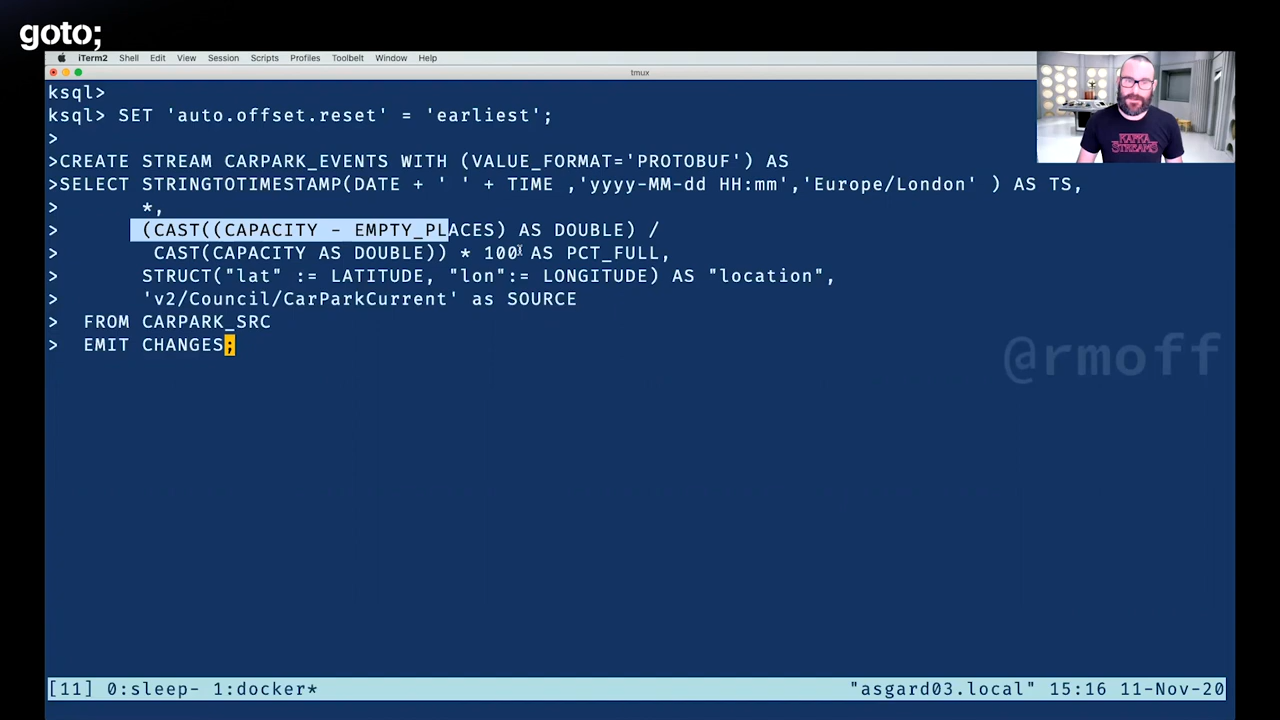 goto;
iTerm2 Shell Edit View Session Scripts Profiles Toolbelt Window Help
tmux
ksql>
ksql> SET 'auto.offset.reset' = 'earliest';
>
>CREATE STREAM CARPARK_EVENTS WITH (VALUE_FORMAT='PROTOBUF') AS
>SELECT STRINGTOTIMESTAMP(DATE + ' ' + TIME ,'yyyy-MM-dd HH:mm','Europe/London' ) AS TS,
> *,
> (CAST((CAPACITY - EMPTY_PLACES) AS DOUBLE) /
> CAST(CAPACITY AS DOUBLE)) * 100 AS PCT_FULL,
> STRUCT("lat" := LATITUDE, "lon":= LONGITUDE) AS "location",
> 'v2/Council/CarParkCurrent' as SOURCE
> FROM CARPARK_SRC
> EMIT CHANGES;
KAFKA
STREAMS
@rmoff
[11] 0:sleep- 1:docker* "asgard03.local" 15:16 11-Nov-20